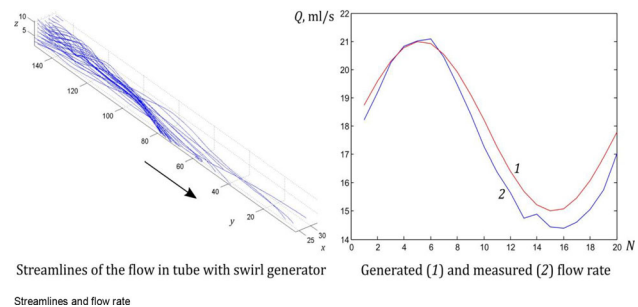 Q, ml/s
z 10
5
140
120
100
80
60
40
20
y
25
30
x
22
21
20
19
18
17
16
15
14
1
2
0 2 4 6 8 10 12 14 16 18 20 N
Streamlines of the flow in tube with swirl generator
Generated (1) and measured (2) flow rate
Streamlines and flow rate